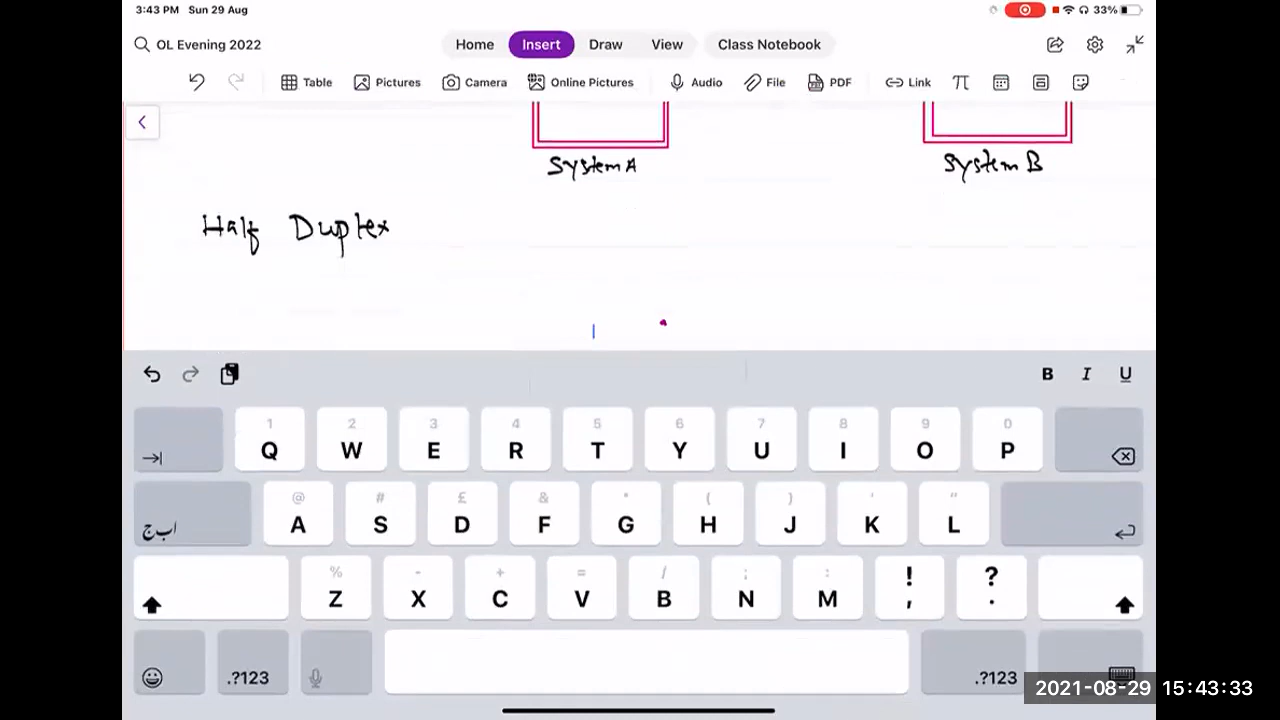 3:43 PM Sun 29 Aug 33%
OL Evening 2022 Home Insert Draw View Class Notebook
Table Pictures Camera Online Pictures Audio File PDF Link π
System A System B
Half Duplex
B I U
1 2 3 4 5 6 7 8 9 0
Q W E R T Y U I O P
@ # £ & * ( ) ' "
A S D F G H J K L
ا ب ج
% - + = / ; : ! ?
Z X C V B N M , .
.?123 .?123
2021-08-29 15:43:33